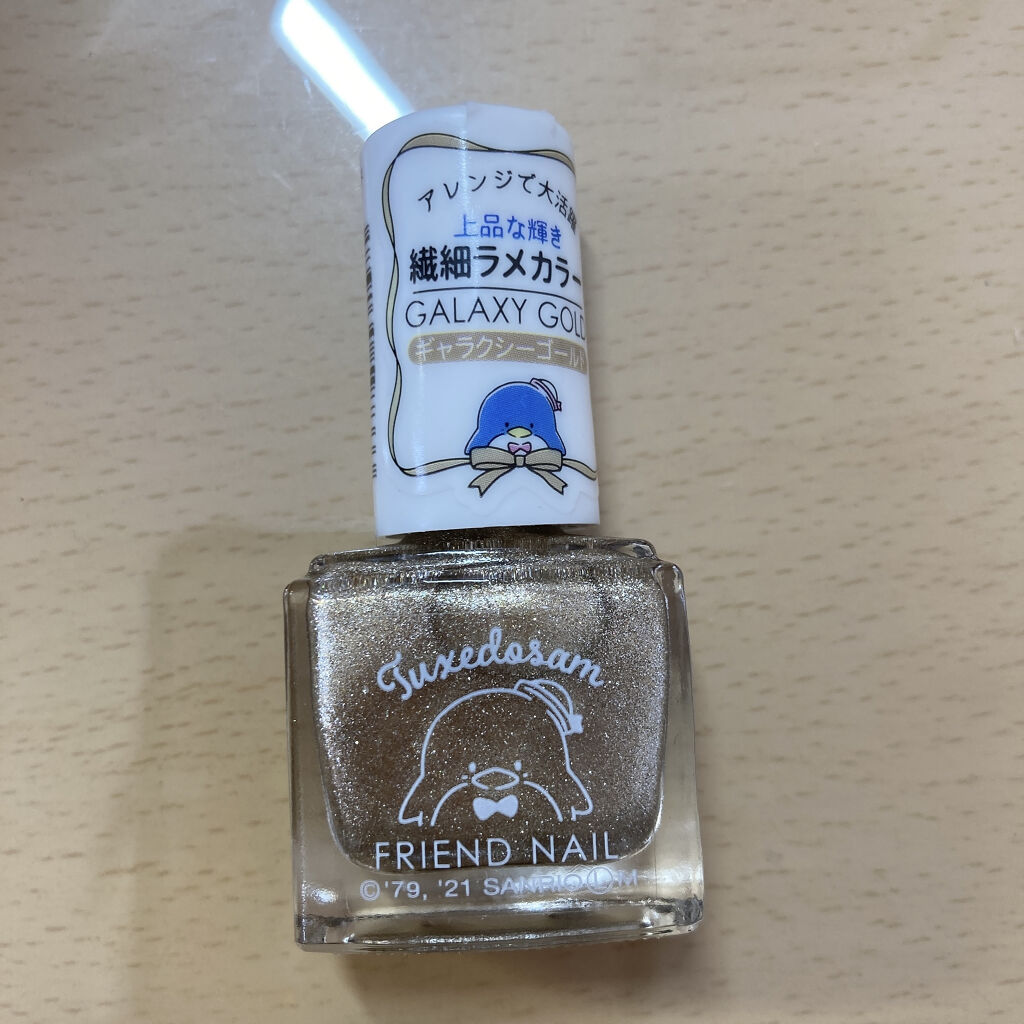 アレンジで大活躍
上品な輝き
繊細ラメカラー
GALAXY GOLD
ギャラクシーゴールド
Tuxedosam
FRIEND NAIL
©'79, '21 SANRIO Ⓛ M